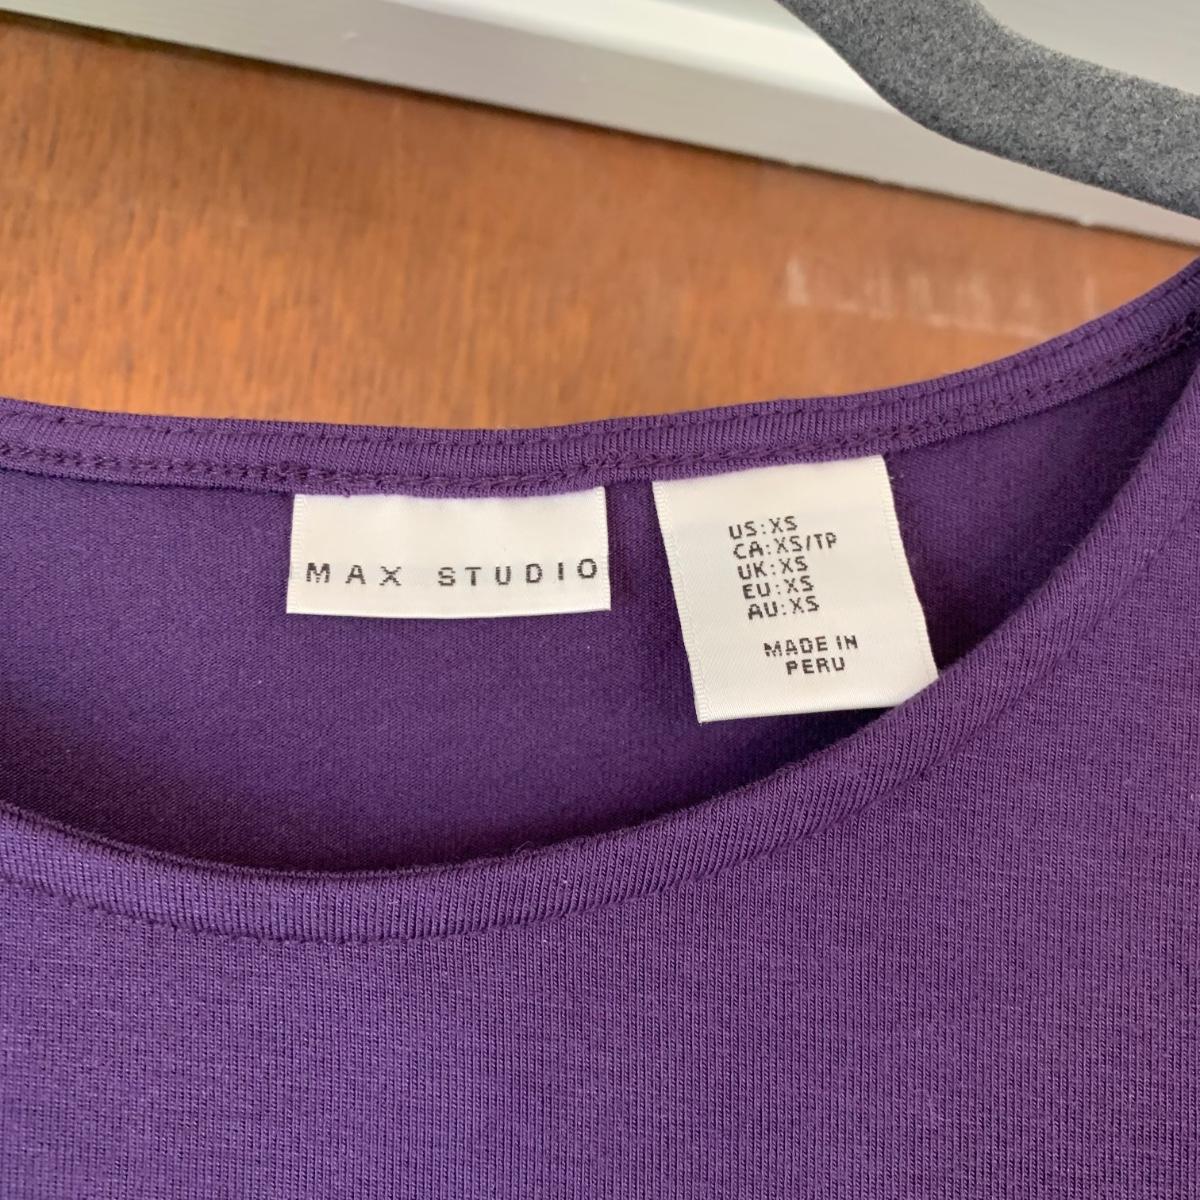 MAX STUDIO
US:XS
CA:XS/TP
UK:XS
EU:XS
AU:XS
MADE IN
PERU